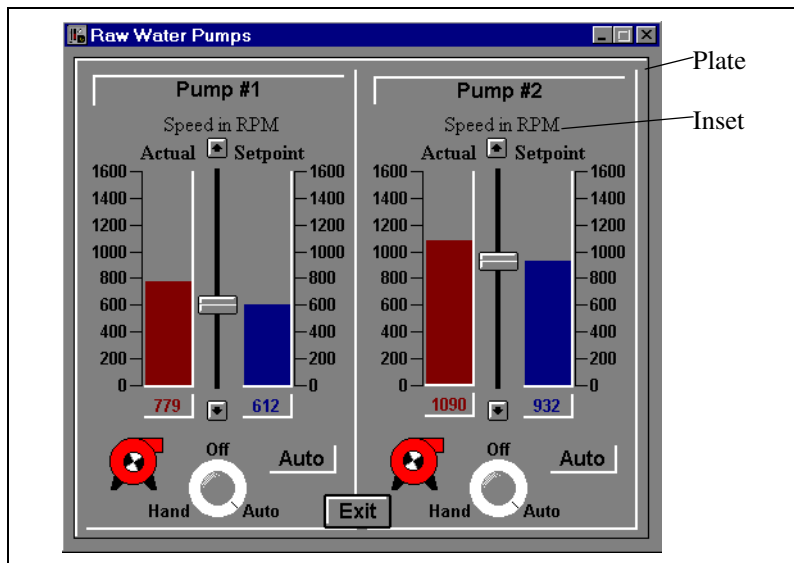 Raw Water Pumps
Plate
Inset
Pump #1
Speed in RPM
Actual Setpoint
1600 1600
1400 1400
1200 1200
1000 1000
800 800
600 600
400 400
200 200
0 0
779 612
Off
Auto
Hand Auto
Pump #2
Speed in RPM
Actual Setpoint
1600 1600
1400 1400
1200 1200
1000 1000
800 800
600 600
400 400
200 200
0 0
1090 932
Off
Auto
Hand Auto
Exit